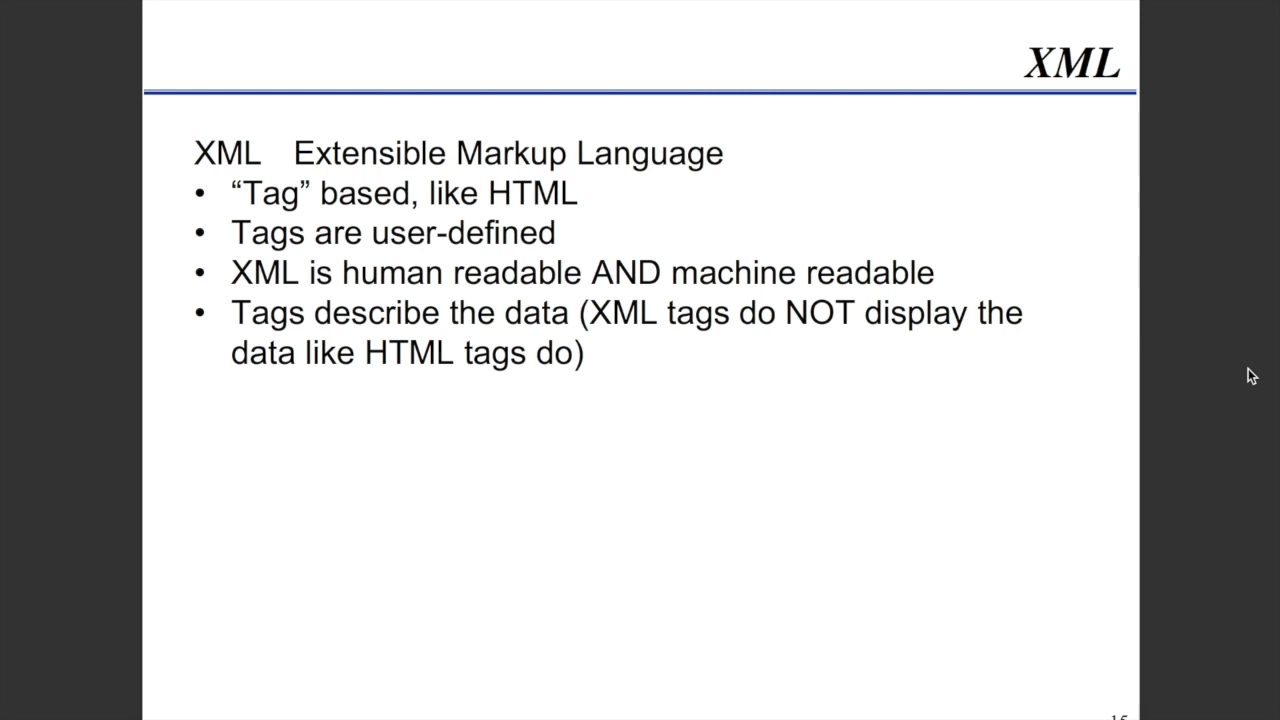 XML
XML Extensible Markup Language
• “Tag” based, like HTML
• Tags are user-defined
• XML is human readable AND machine readable
• Tags describe the data (XML tags do NOT display the
data like HTML tags do)